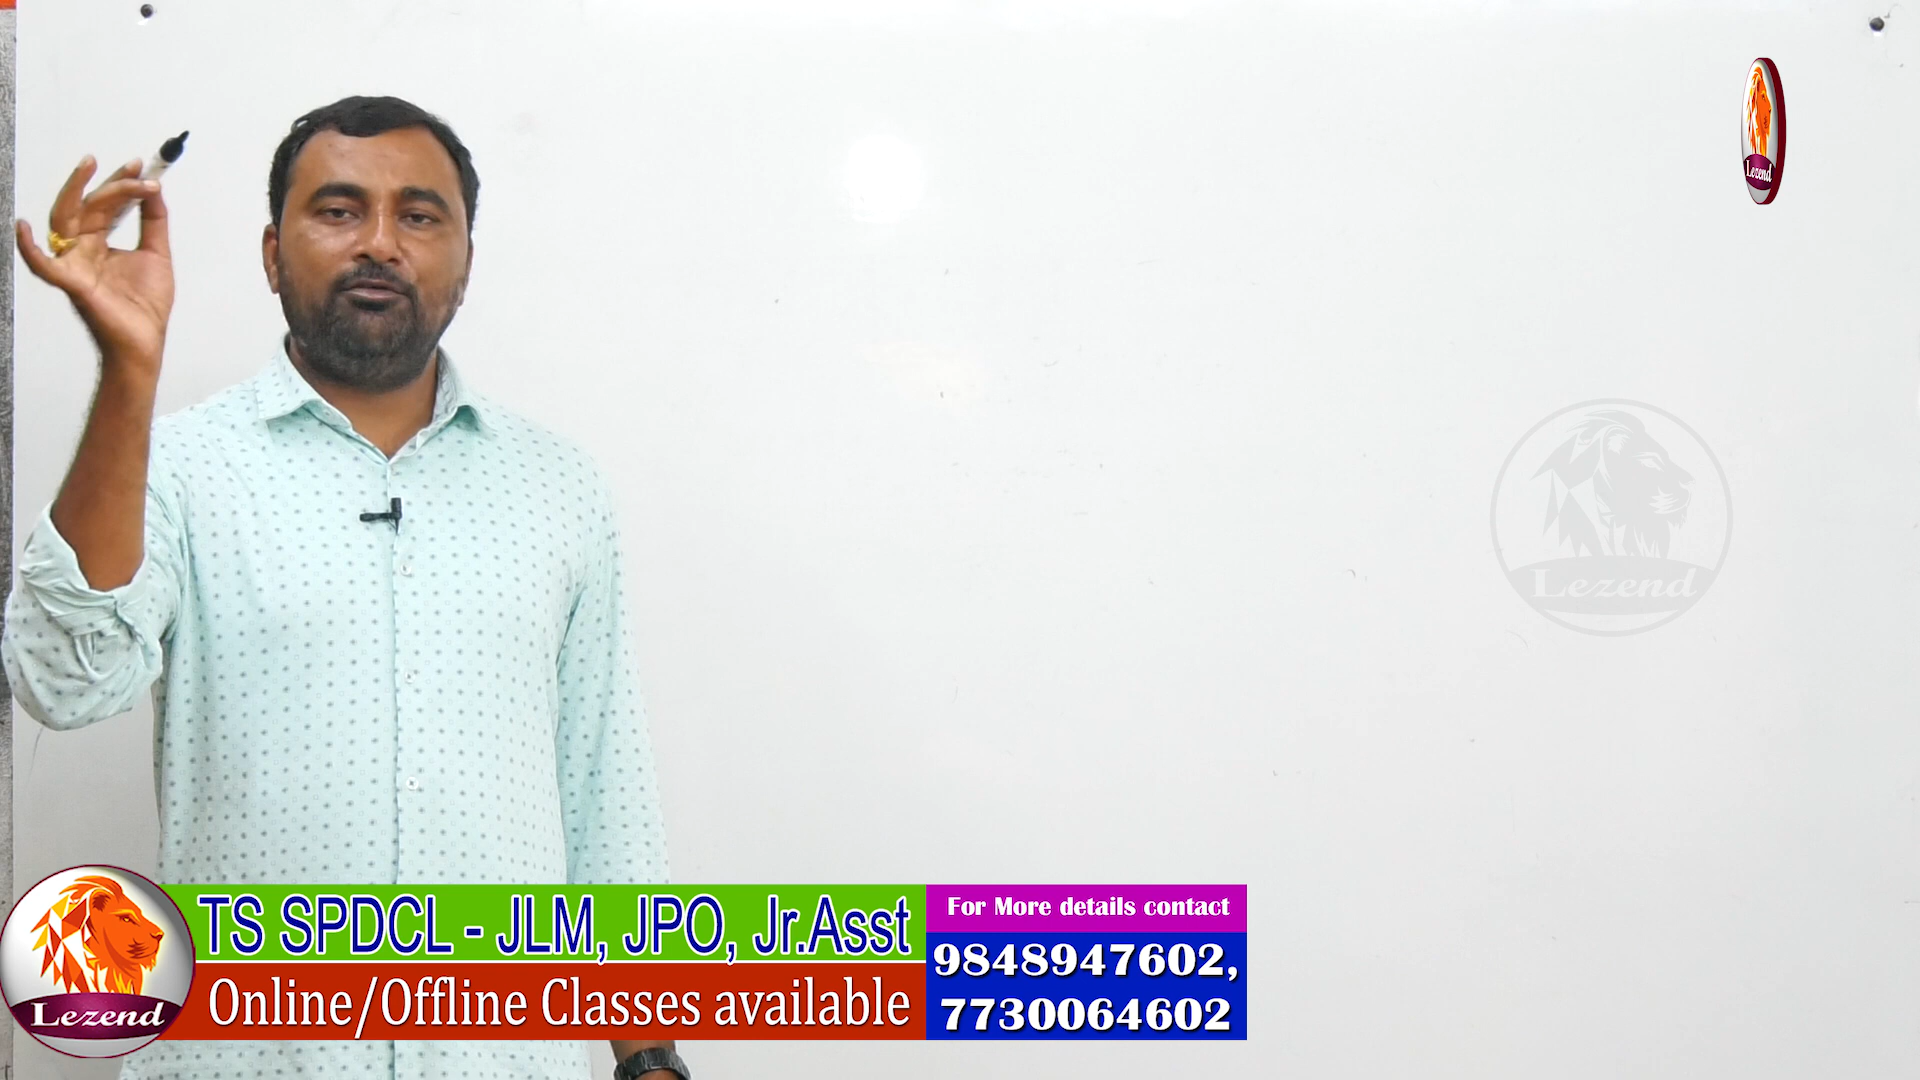 Lezend
Lezend
TS SPDCL - JLM, JPO, Jr.Asst
Online/Offline Classes available
For More details contact
9848947602,
7730064602
Lezend